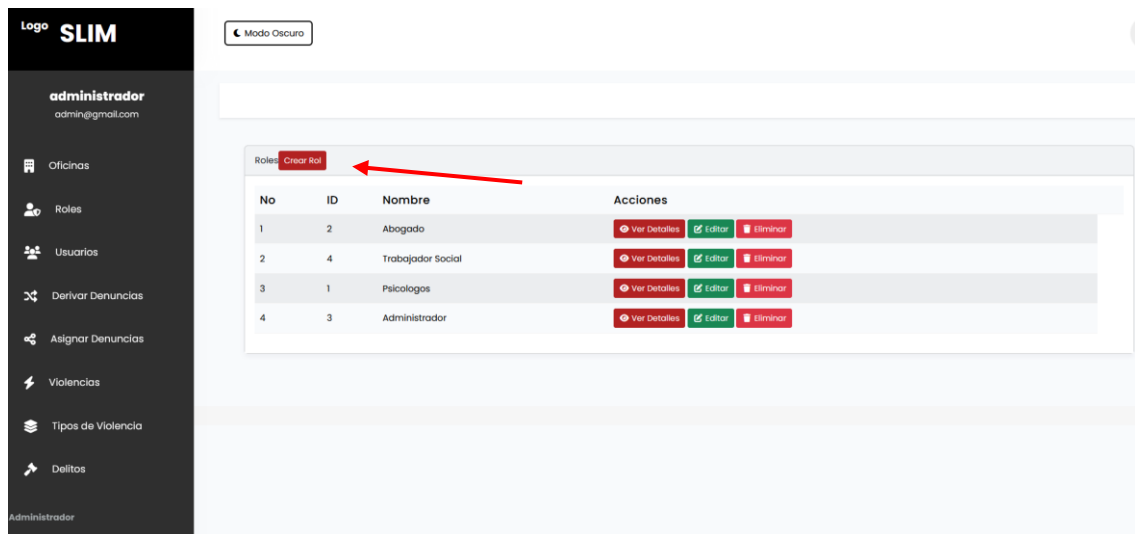 Logo SLIM
Modo Oscuro
administrador
admin@gmail.com
Oficinas
Roles
Usuarios
Derivar Denuncias
Asignar Denuncias
Violencias
Tipos de Violencia
Delitos
Administrador
Roles Crear Rol
No ID Nombre Acciones
1 2 Abogado Ver Detalles Editar Eliminar
2 4 Trabajador Social Ver Detalles Editar Eliminar
3 1 Psicologos Ver Detalles Editar Eliminar
4 3 Administrador Ver Detalles Editar Eliminar